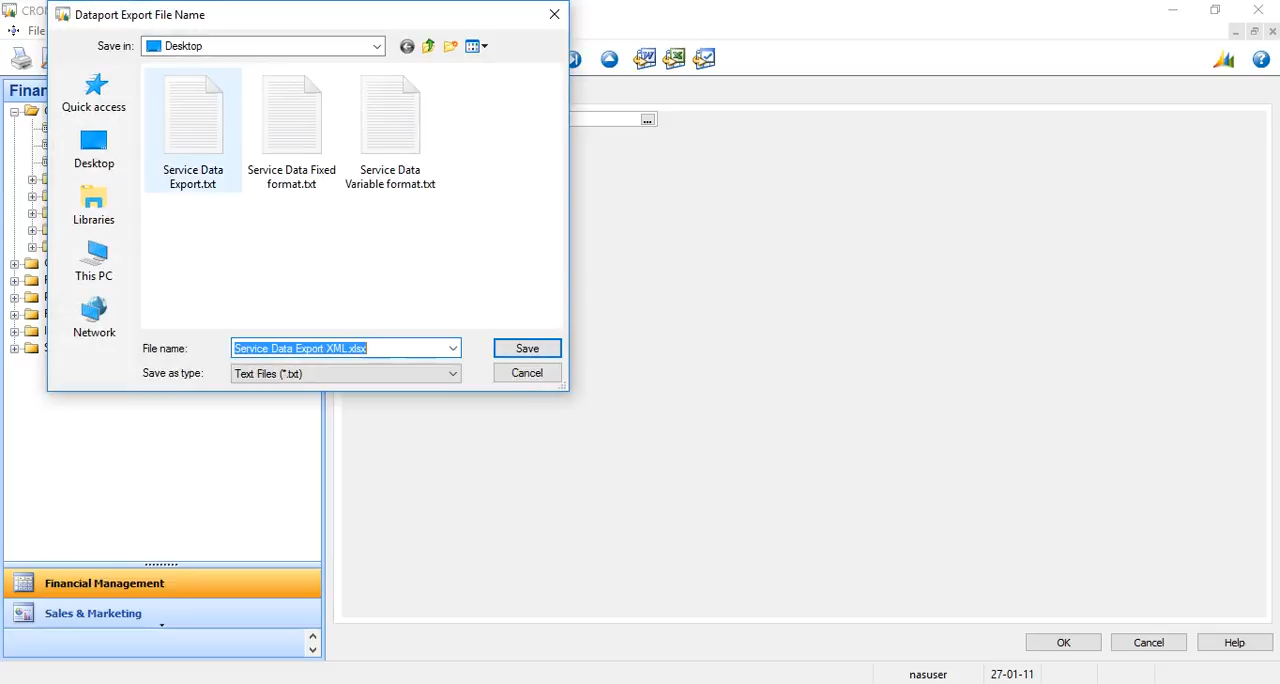 CRON
Dataport Export File Name
File
Save in:
Desktop
Finan
Quick access
Desktop
Libraries
This PC
Network
Service Data
Export.txt
Service Data Fixed
format.txt
Service Data
Variable format.txt
...
File name:
Service Data Export XML.xlsx
Save
Save as type:
Text Files (*.txt)
Cancel
Financial Management
Sales & Marketing
OK
Cancel
Help
nasuser
27-01-11